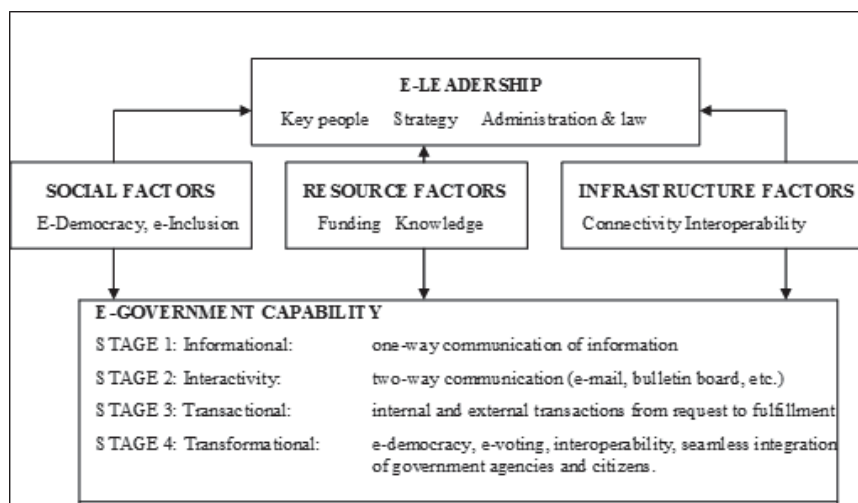 E-LEADERSHIP
Key people Strategy Administration & law
SOCIAL FACTORS
E-Democracy, e-Inclusion
RESOURCE FACTORS
Funding Knowledge
INFRASTRUCTURE FACTORS
Connectivity Interoperability
E-GOVERNMENT CAPABILITY
STAGE 1: Informational: one-way communication of information
STAGE 2: Interactivity: two-way communication (e-mail, bulletin board, etc.)
STAGE 3: Transactional: internal and external transactions from request to fulfillment
STAGE 4: Transformational: e-democracy, e-voting, interoperability, seamless integration
of government agencies and citizens.